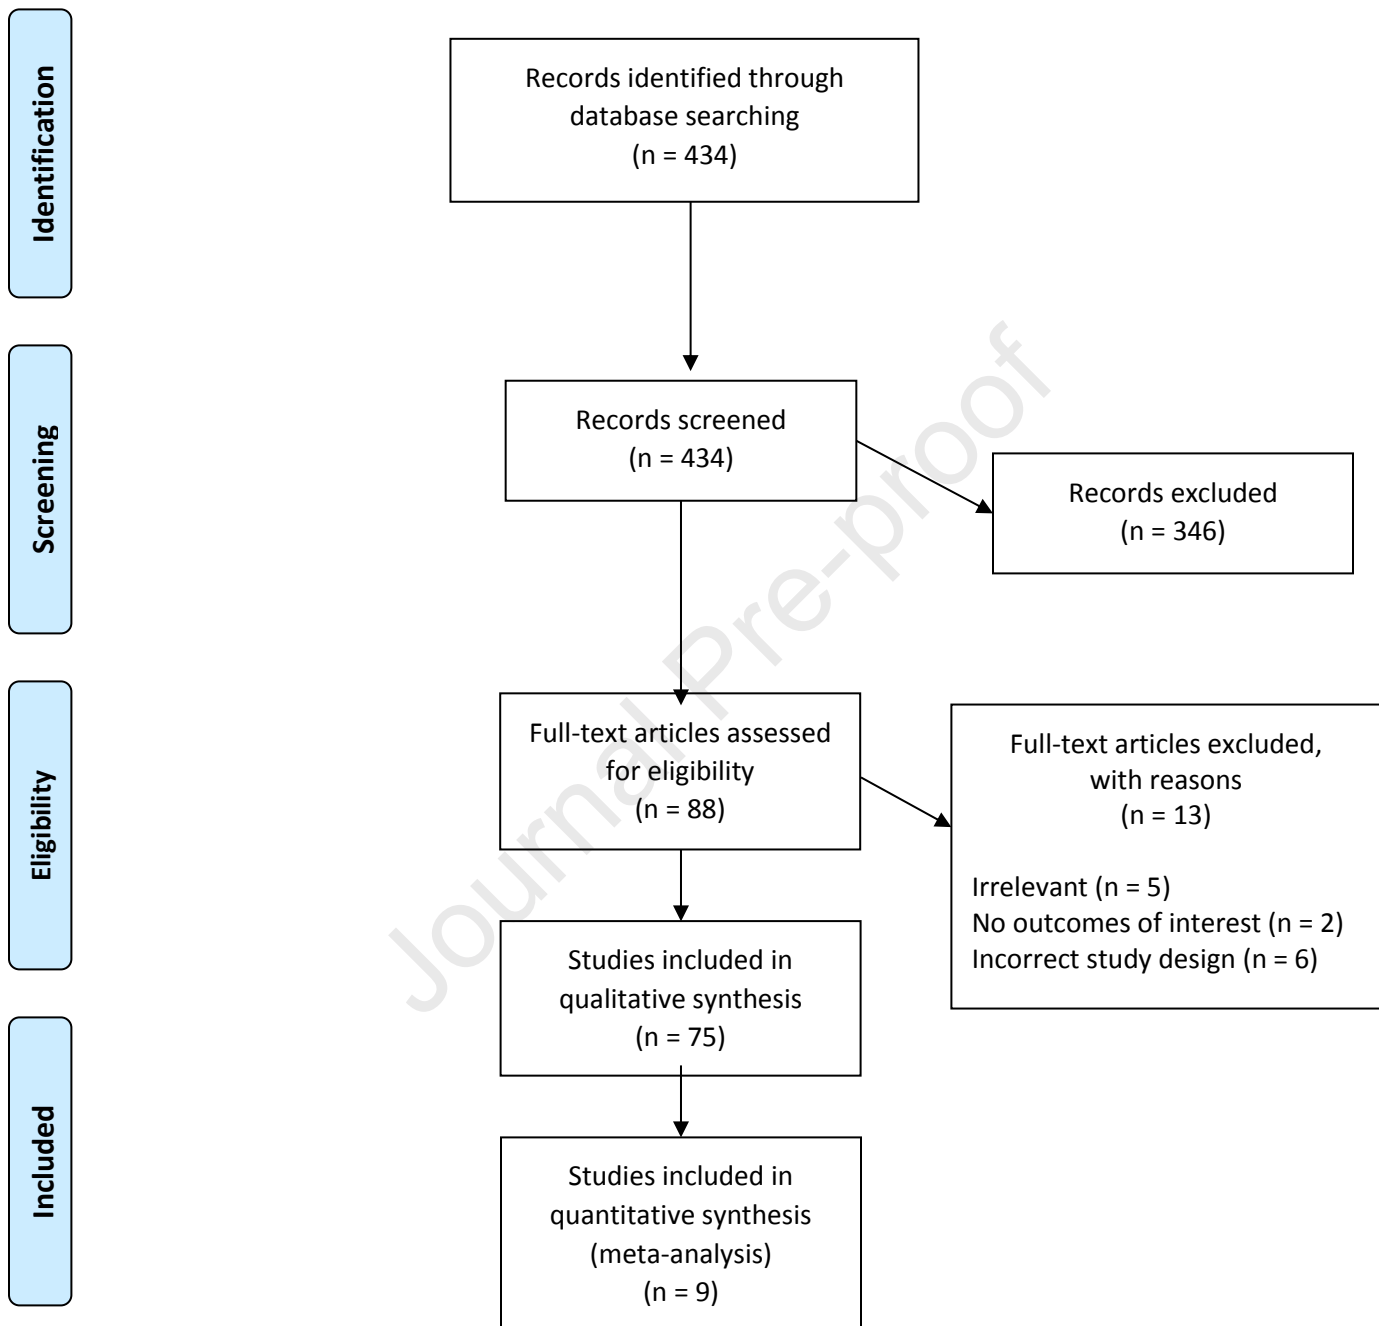 Identification
Records identified through
database searching
(n = 434)
Screening
Records screened
(n = 434)
Records excluded
(n = 346)
Eligibility
Full-text articles assessed
for eligibility
(n = 88)
Full-text articles excluded,
with reasons
(n = 13)
Irrelevant (n = 5)
No outcomes of interest (n = 2)
Incorrect study design (n = 6)
Studies included in
qualitative synthesis
(n = 75)
Included
Studies included in
quantitative synthesis
(meta-analysis)
(n = 9)
Journal Pre-proof